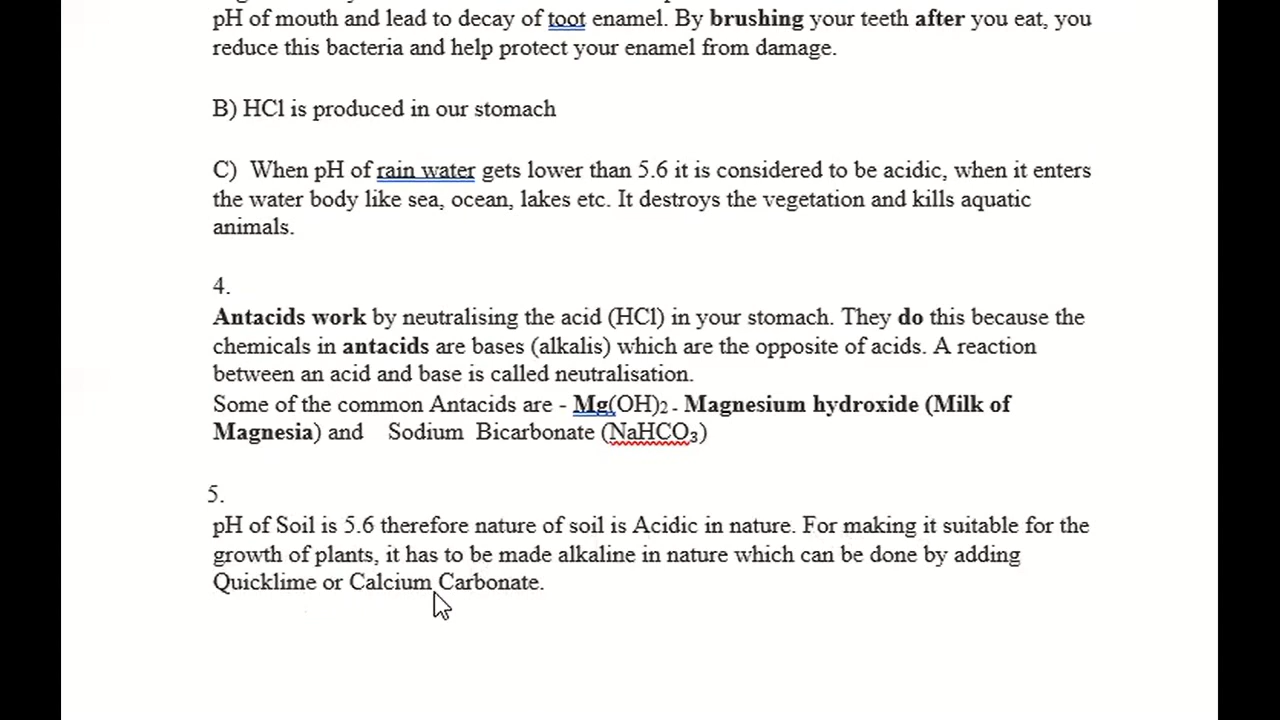 pH of mouth and lead to decay of toot enamel. By brushing your teeth after you eat, you
reduce this bacteria and help protect your enamel from damage.
B) HCl is produced in our stomach
C)  When pH of rain water gets lower than 5.6 it is considered to be acidic, when it enters
the water body like sea, ocean, lakes etc. It destroys the vegetation and kills aquatic
animals.
4.
Antacids work by neutralising the acid (HCl) in your stomach. They do this because the
chemicals in antacids are bases (alkalis) which are the opposite of acids. A reaction
between an acid and base is called neutralisation.
Some of the common Antacids are - Mg(OH)2 - Magnesium hydroxide (Milk of
Magnesia) and    Sodium  Bicarbonate (NaHCO3)
5.
pH of Soil is 5.6 therefore nature of soil is Acidic in nature. For making it suitable for the
growth of plants, it has to be made alkaline in nature which can be done by adding
Quicklime or Calcium Carbonate.